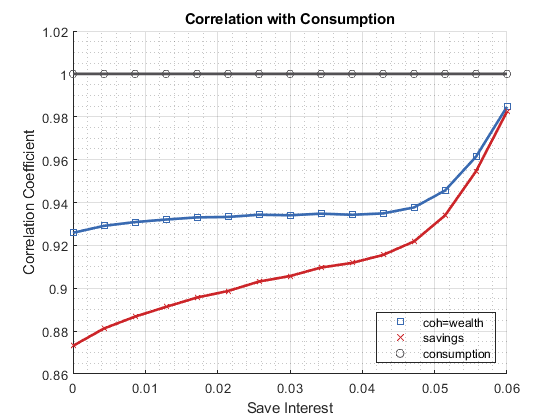 Correlation with Consumption
1.02
1
0.98
0.96
0.94
0.92
0.9
0.88
0.86
Correlation Coefficient
coh=wealth
savings
consumption
0
0.01
0.02
0.03
0.04
0.05
0.06
Save Interest